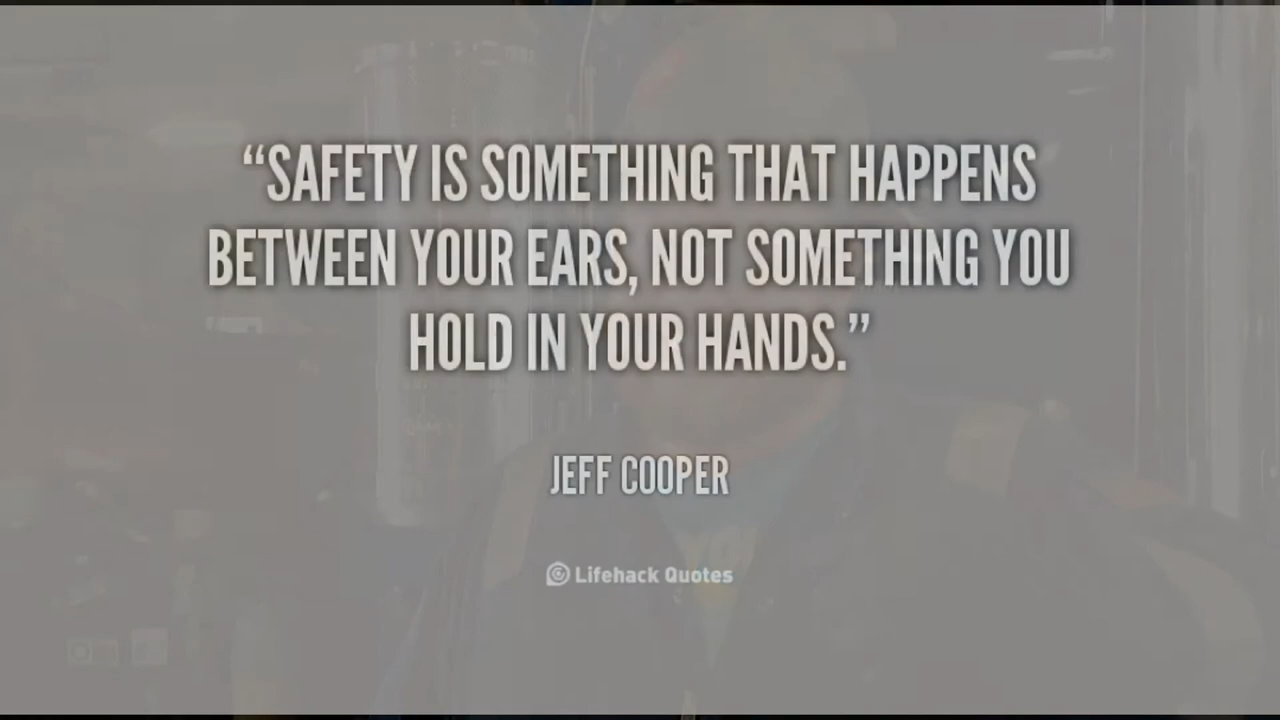 “SAFETY IS SOMETHING THAT HAPPENS
BETWEEN YOUR EARS, NOT SOMETHING YOU
HOLD IN YOUR HANDS.”
JEFF COOPER
Lifehack Quotes